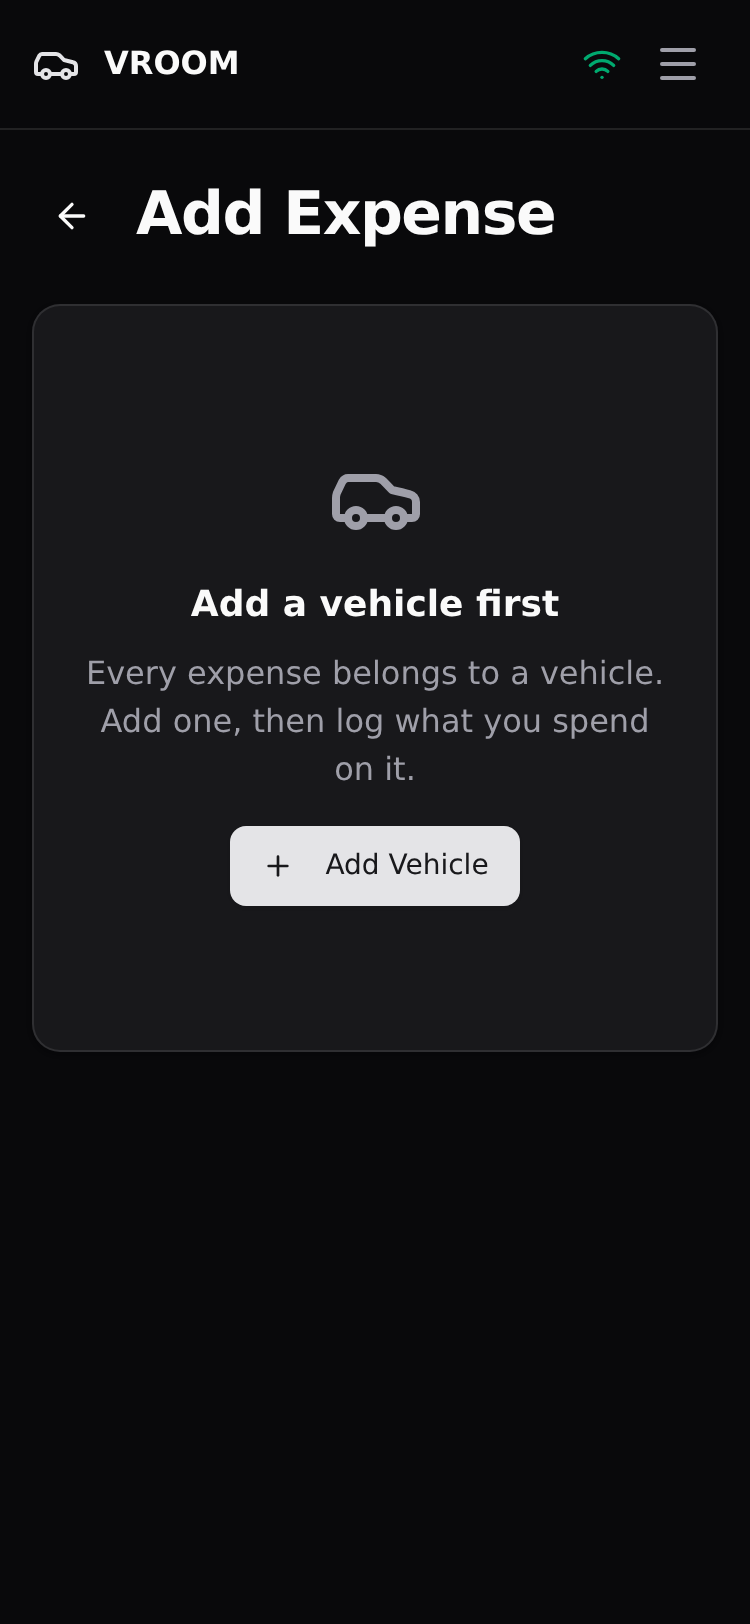 VROOM
Add Expense
Add a vehicle first
Every expense belongs to a vehicle.
Add one, then log what you spend
on it.
Add Vehicle